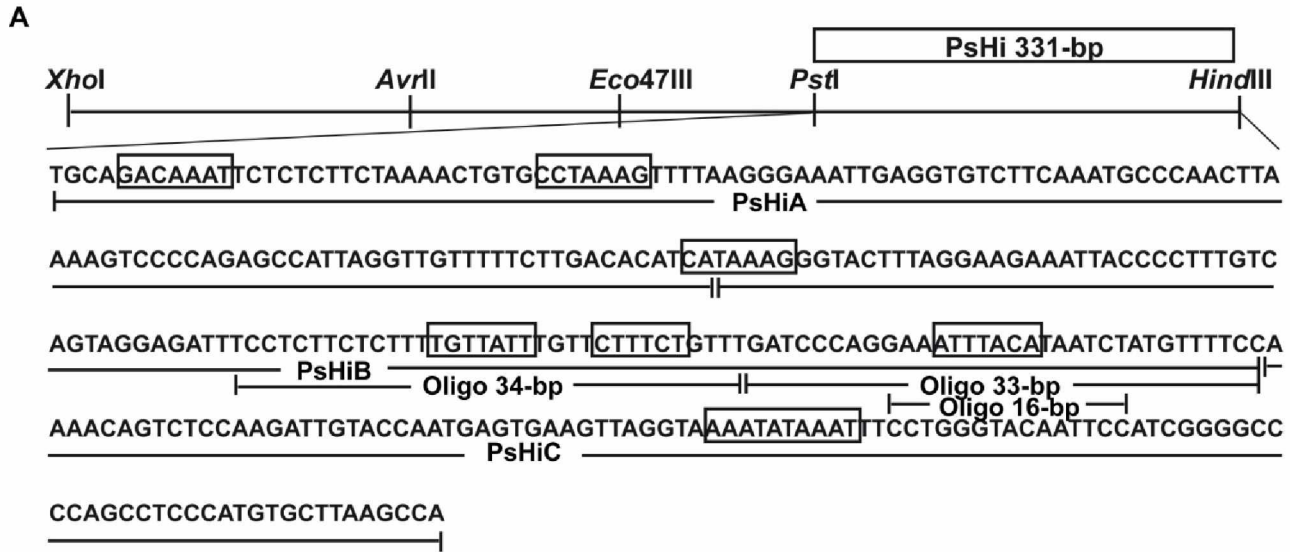 A
PsHi 331-bp
XhoI AvrII Eco47III PstI HindIII
TGCAGACAAATTCTCTCTTCTAAAACTGTGCCTAAAGTTTTAAGGGAAATTGAGGTGTCTTCAAATGCCCAACTTA
PsHiA
AAAGTCCCCAGAGCCATTAGGTTGTTTTTCTTGACACATCATAAAGGGTACTTTAGGAAGAAATTACCCCTTTGTC
AGTAGGAGATTTCCTCTTCTCTTTTGTTATTTGTTCTTTCTGTTTGATCCCAGGAAATTTACATAATCTATGTTTTCCA
PsHiB Oligo 34-bp Oligo 33-bp
Oligo 16-bp
AAACAGTCTCCAAGATTGTACCAATGAGTGAAGTTAGGTAAAATATAAATTTCCTGGGTACAATTCCATCGGGGCC
PsHiC
CCAGCCTCCCATGTGCTTAAGCCA